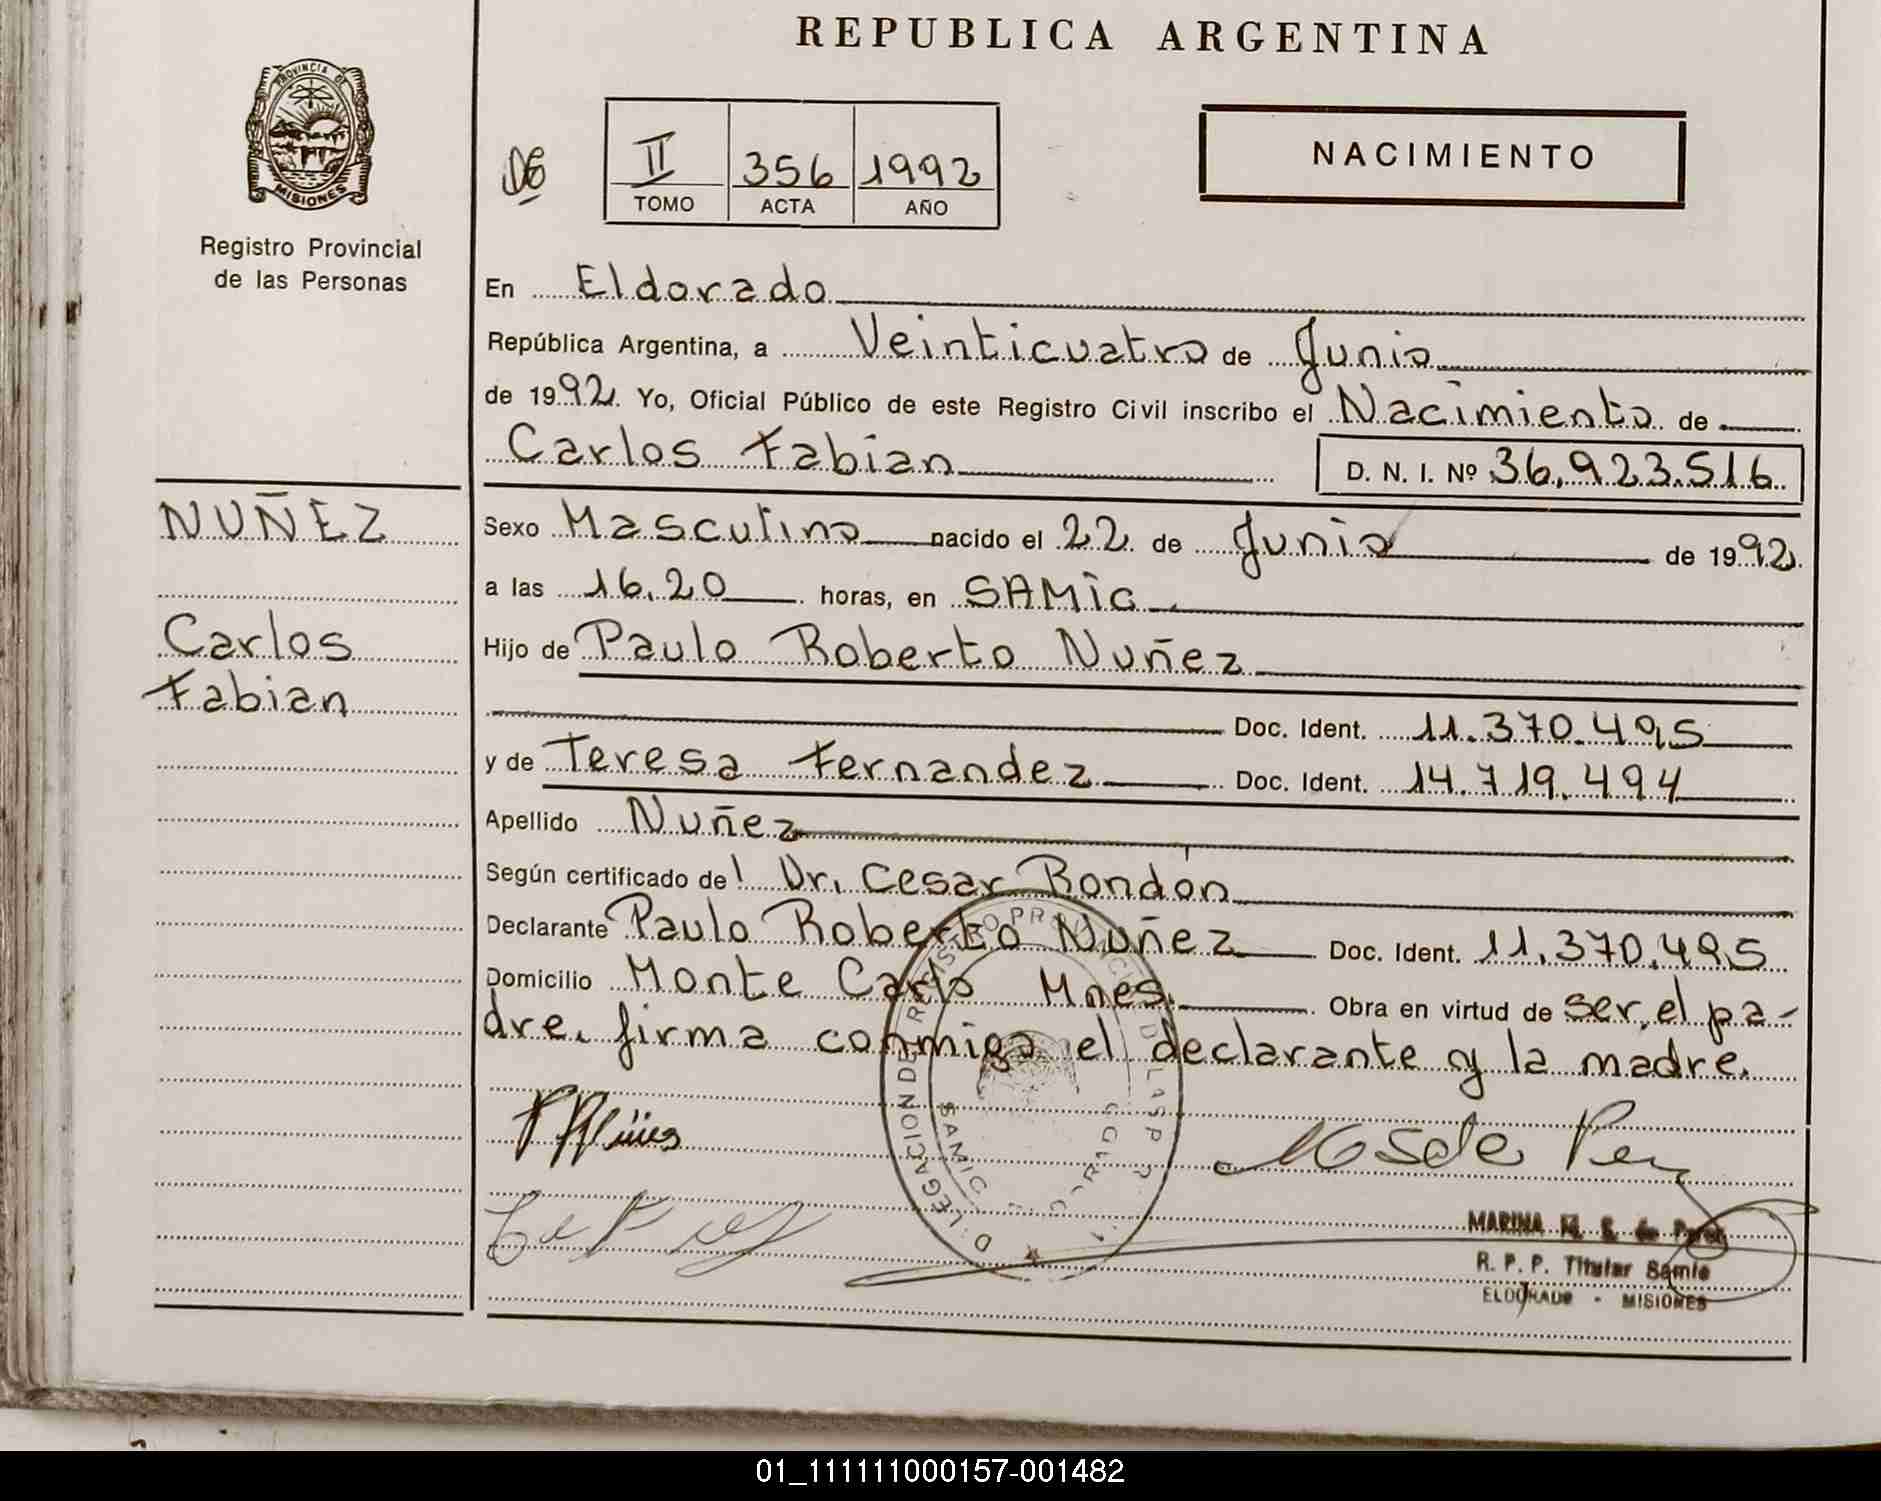 REPUBLICA ARGENTINA
PROVINCIA DE
MISIONES
Registro Provincial
de las Personas
II 356 1992
TOMO ACTA AÑO
NACIMIENTO
En Eldorado
República Argentina, a Veinticuatro de Junio
de 1992. Yo, Oficial Público de este Registro Civil inscribo el Nacimiento de
Carlos Fabian D. N. I. Nº 36.923.516
NUÑEZ
Carlos
Fabian
Sexo Masculino nacido el 22 de Junio de 1992.
a las 16.20 horas, en SAMIC
Hijo de Paulo Roberto Nuñez
Doc. Ident. 11.370.495
y de Teresa Fernandez Doc. Ident. 14.719.494
Apellido Nuñez
Según certificado de Dr. Cesar Rondón
Declarante Paulo Roberto Nuñez Doc. Ident. 11.370.495
Domicilio Monte Carlo Mnes. Obra en virtud de ser el pa-
dre. firma conmigo el declarante y la madre.
SAMIC
MARINA
R. P. P. Titular Samic
ELDORADO - MISIONES
01_111111000157-001482